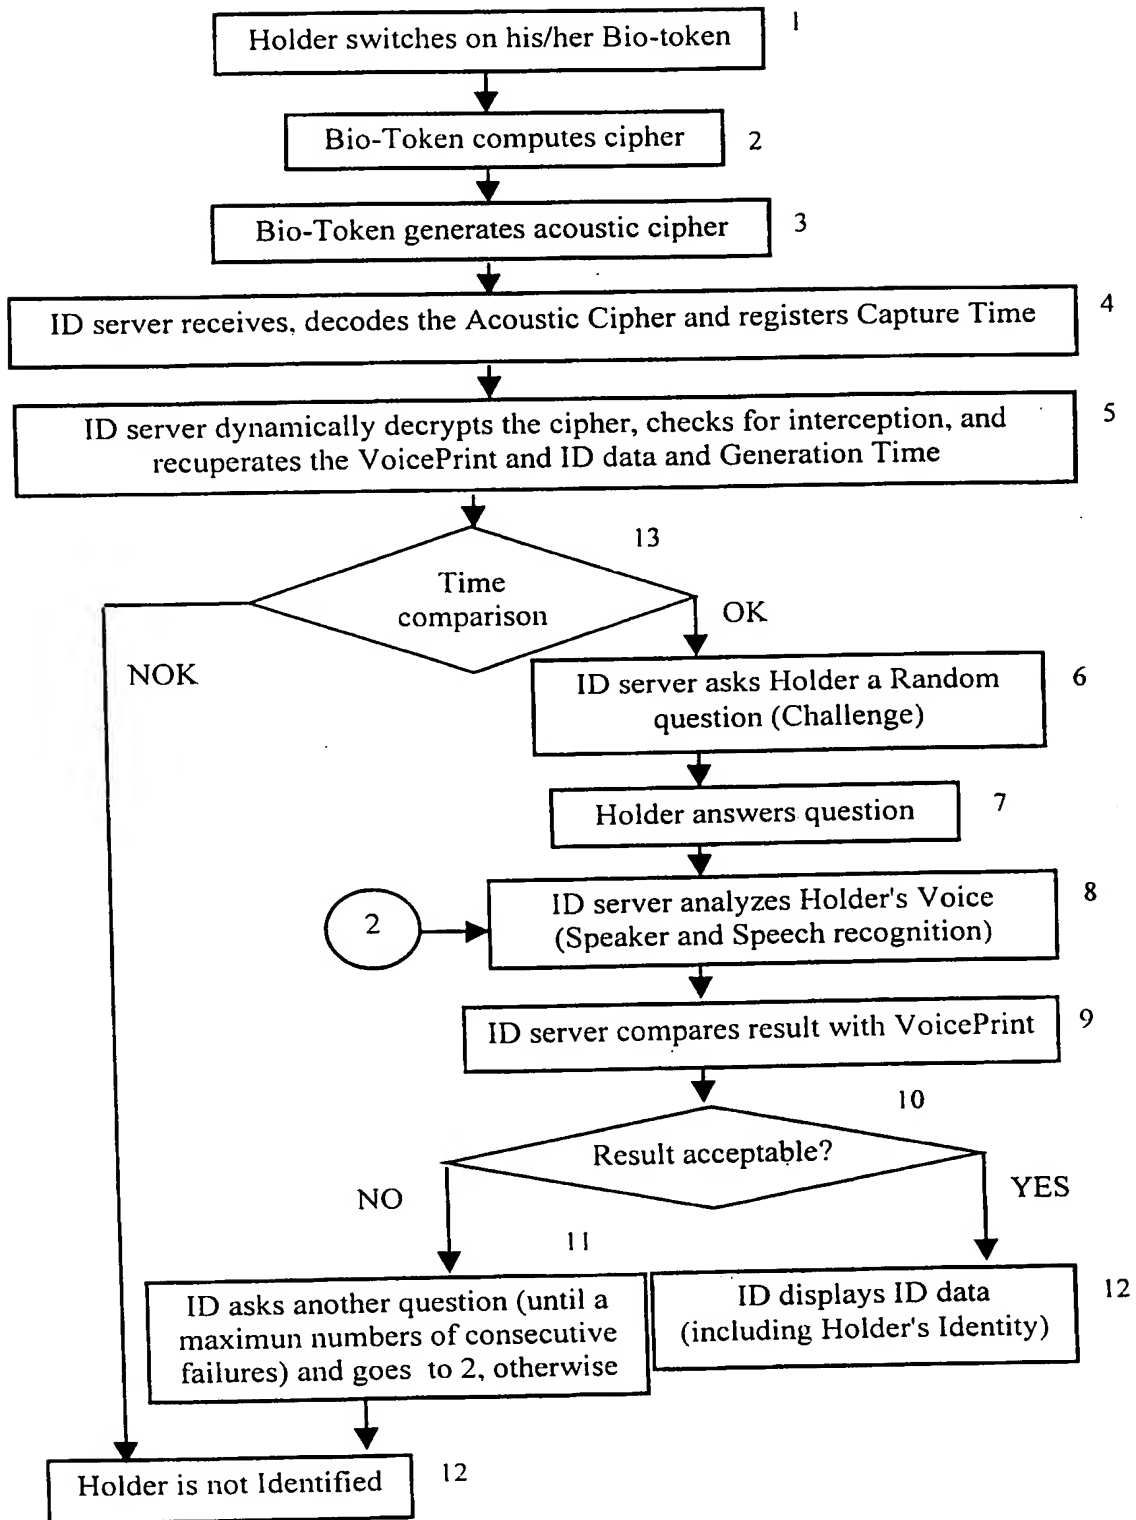 Holder switches on his/her Bio-token
1
Bio-Token computes cipher
2
Bio-Token generates acoustic cipher
3
ID server receives, decodes the Acoustic Cipher and registers Capture Time
4
ID server dynamically decrypts the cipher, checks for interception, and
recuperates the VoicePrint and ID data and Generation Time
5
13
Time
comparison
OK
NOK
ID server asks Holder a Random
question (Challenge)
6
Holder answers question
7
2
ID server analyzes Holder's Voice
(Speaker and Speech recognition)
8
ID server compares result with VoicePrint
9
10
Result acceptable?
NO
YES
11
ID asks another question (until a
maximun numbers of consecutive
failures) and goes to 2, otherwise
ID displays ID data
(including Holder's Identity)
12
Holder is not Identified
12